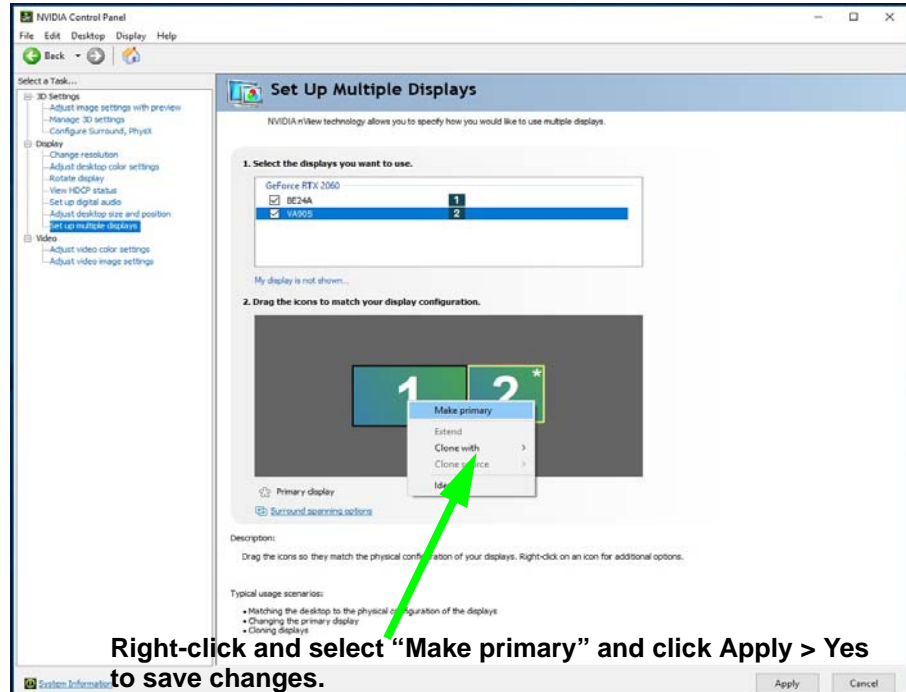 NVIDIA Control Panel
File Edit Desktop Display Help
Back
Select a Task...
3D Settings
Adjust image settings with preview
Manage 3D settings
Configure Surround, PhysX
Display
Change resolution
Adjust desktop color settings
Rotate display
View HDCP status
Set up digital audio
Adjust desktop size and position
Set up multiple displays
Video
Adjust video color settings
Adjust video image settings
Set Up Multiple Displays
NVIDIA nView technology allows you to specify how you would like to use multiple displays.
1. Select the displays you want to use.
GeForce RTX 2060
BE24A 1
VA905 2
My display is not shown...
2. Drag the icons to match your display configuration.
1 2 *
Make primary
Extend
Clone with >
Clone source >
Primary display
Surround spanning options
Description:
Drag the icons so they match the physical configuration of your displays. Right-click on an icon for additional options.
Typical usage scenarios:
• Matching the desktop to the physical configuration of the displays
• Changing the primary display
• Cloning displays
Right-click and select “Make primary” and click Apply > Yes
to save changes.
System Information
Apply Cancel